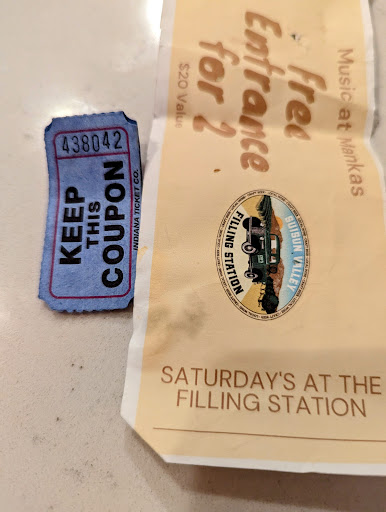 438042
KEEP
THIS
COUPON
INDIANA TICKET CO.
Music at Mankas
Free
Entrance
for 2
$20 Value
SUISUN VALLEY
FILLING STATION
SATURDAY'S AT THE
FILLING STATION